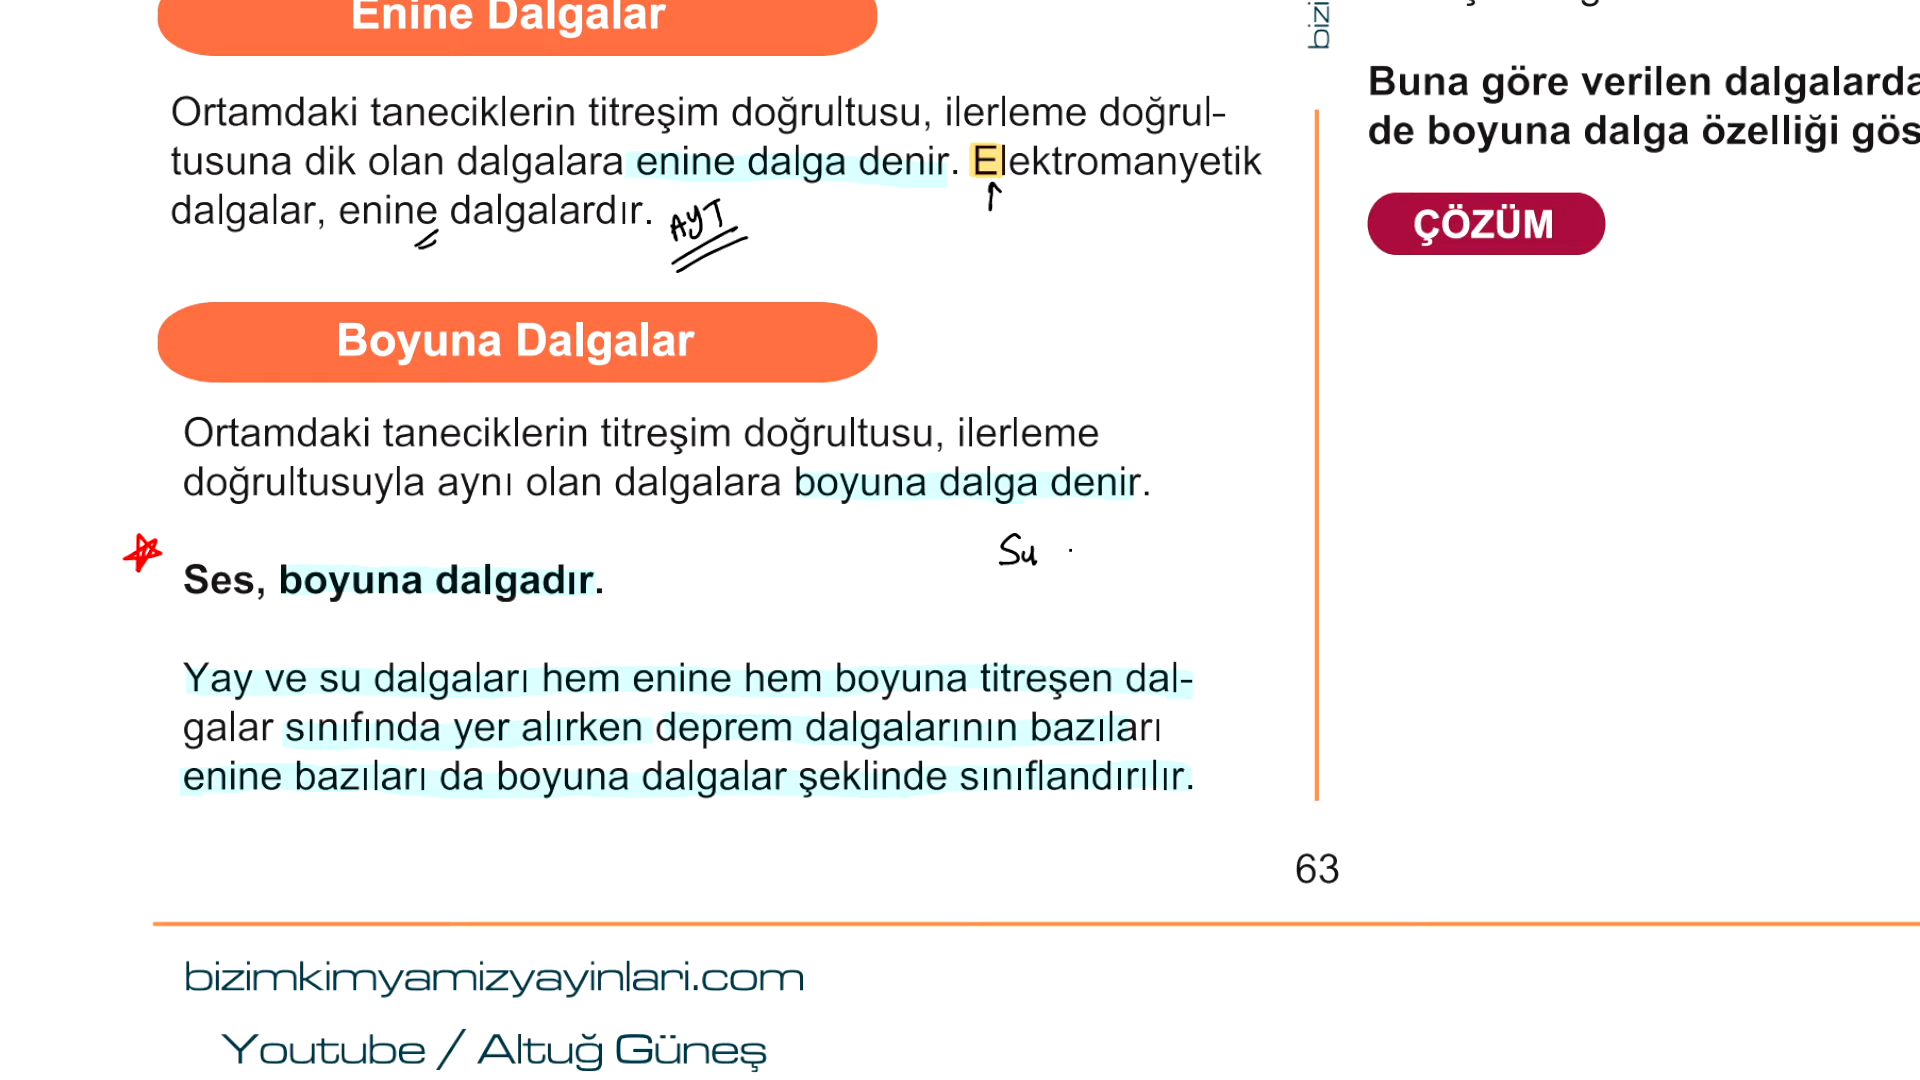 Enine Dalgalar
Ortamdaki taneciklerin titreşim doğrultusu, ilerleme doğrul-
tusuna dik olan dalgalara enine dalga denir. Elektromanyetik
dalgalar, enine dalgalardır.
AYT
Boyuna Dalgalar
Ortamdaki taneciklerin titreşim doğrultusu, ilerleme
doğrultusuyla aynı olan dalgalara boyuna dalga denir.
Su
Ses, boyuna dalgadır.
Yay ve su dalgaları hem enine hem boyuna titreşen dal-
galar sınıfında yer alırken deprem dalgalarının bazıları
enine bazıları da boyuna dalgalar şeklinde sınıflandırılır.
bizi
Buna göre verilen dalgalarda
de boyuna dalga özelliği gös
ÇÖZÜM
63
bizimkimyamizyayinlari.com
Youtube / Altuğ Güneş